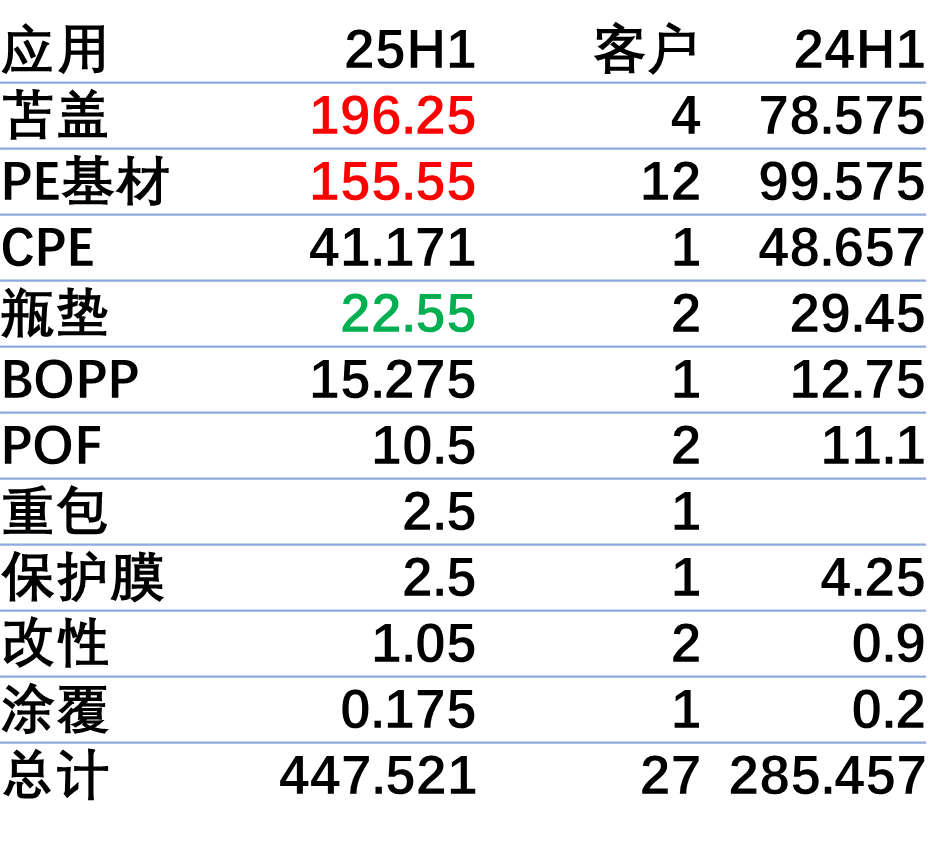 应用 25H1 客户 24H1
苫盖 196.25 4 78.575
PE基材 155.55 12 99.575
CPE 41.171 1 48.657
瓶垫 22.55 2 29.45
BOPP 15.275 1 12.75
POF 10.5 2 11.1
重包 2.5 1
保护膜 2.5 1 4.25
改性 1.05 2 0.9
涂覆 0.175 1 0.2
总计 447.521 27 285.457